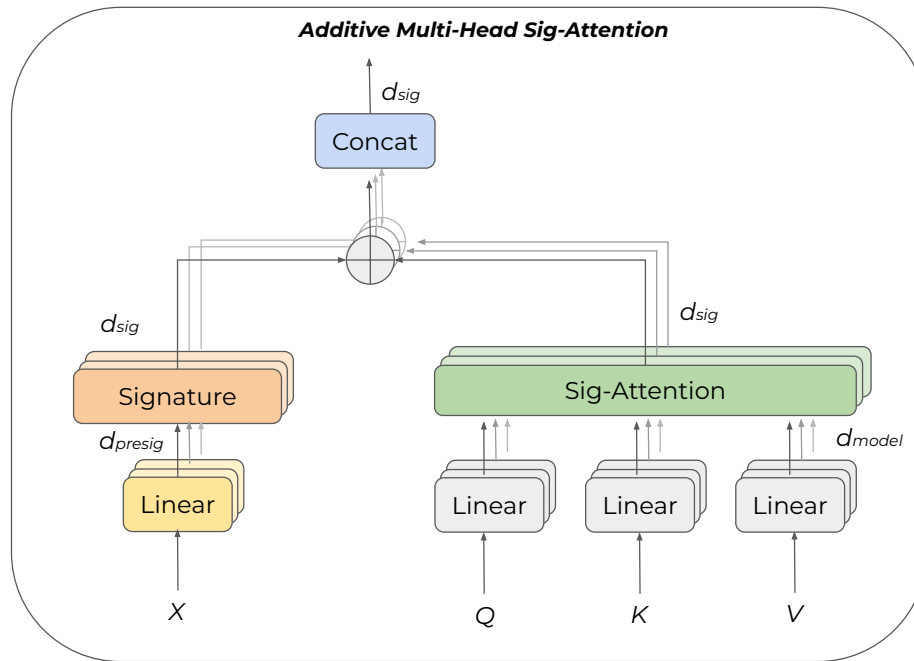 Additive Multi-Head Sig-Attention
dsig
Concat
dsig
dsig
Signature
Sig-Attention
dpresig
dmodel
Linear
Linear
Linear
Linear
X
Q
K
V